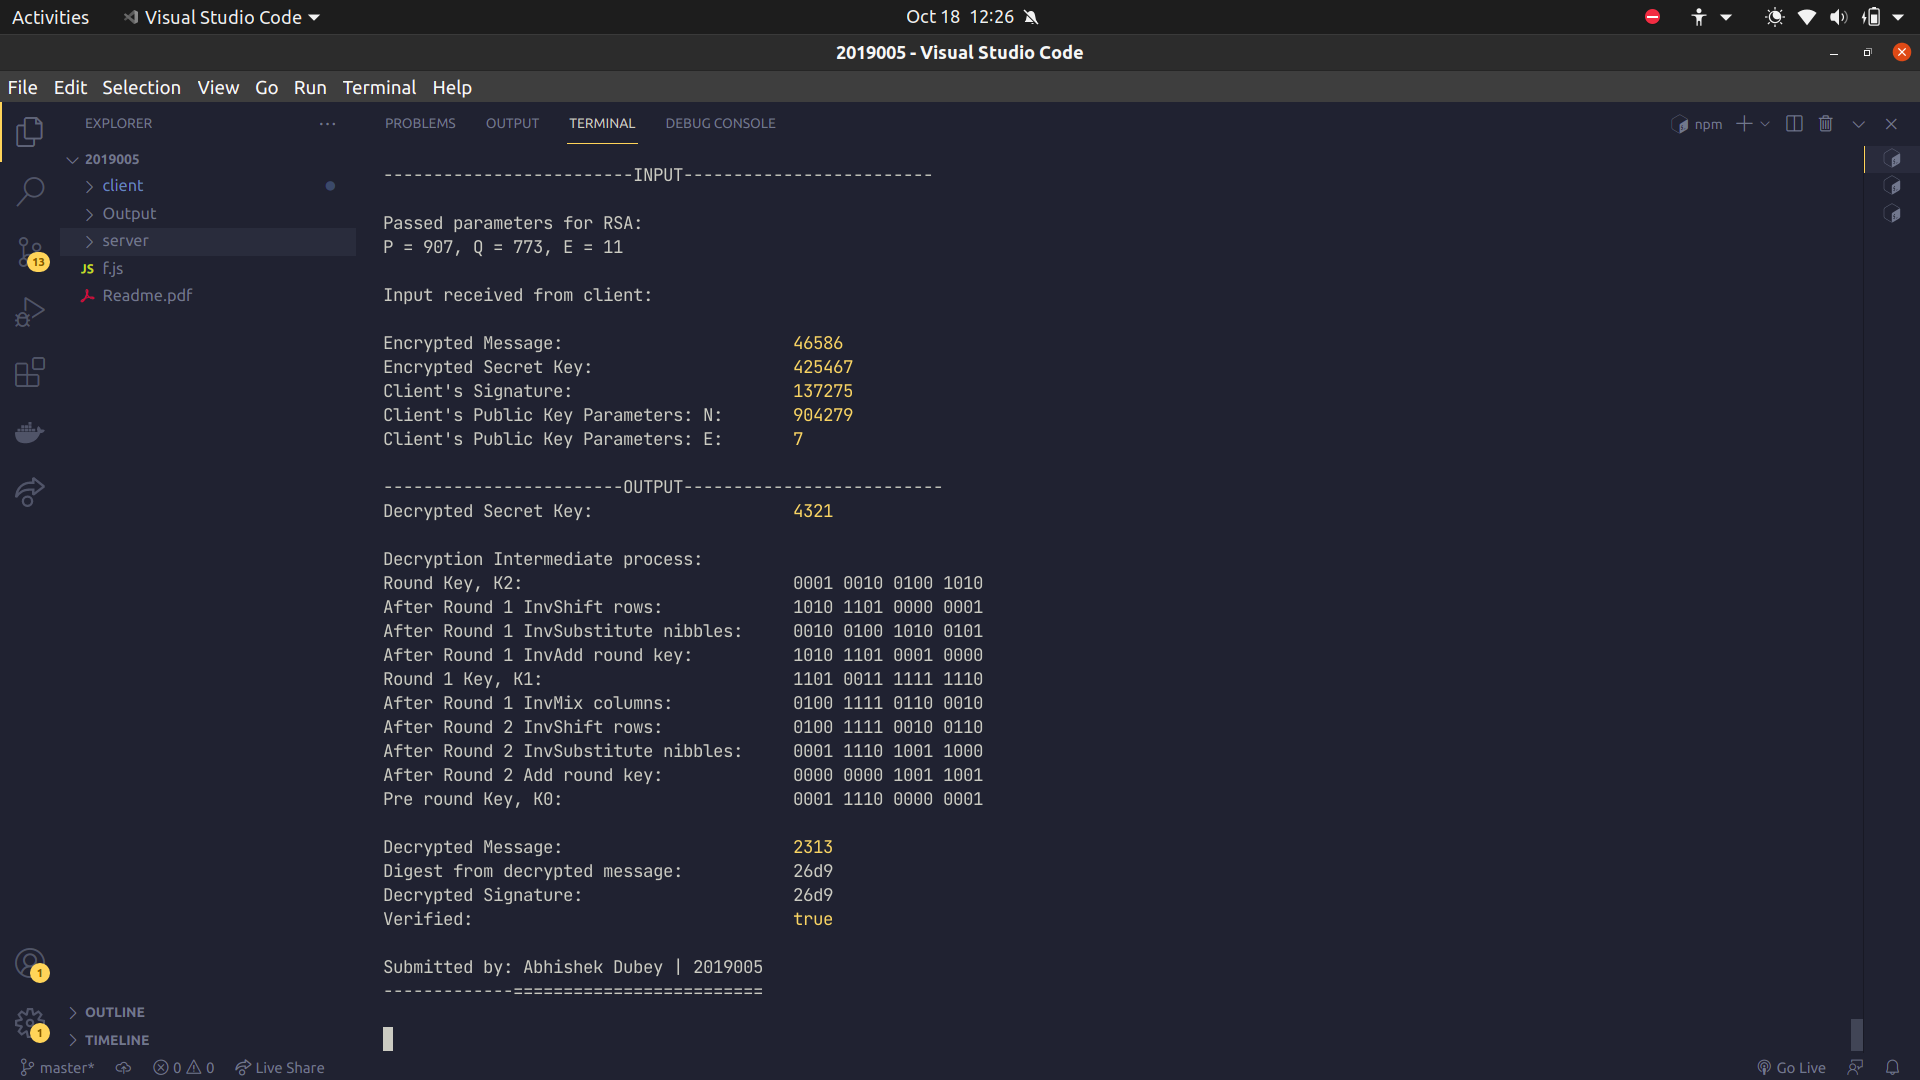 Activities Visual Studio Code Oct 18 12:26
2019005 - Visual Studio Code
File Edit Selection View Go Run Terminal Help
EXPLORER ··· PROBLEMS OUTPUT TERMINAL DEBUG CONSOLE npm
2019005
client
Output
server
13
JS f.js
Readme.pdf
-------------------------INPUT-------------------------
Passed parameters for RSA:
P = 907, Q = 773, E = 11
Input received from client:
Encrypted Message: 46586
Encrypted Secret Key: 425467
Client's Signature: 137275
Client's Public Key Parameters: N: 904279
Client's Public Key Parameters: E: 7
------------------------OUTPUT--------------------------
Decrypted Secret Key: 4321
Decryption Intermediate process:
Round Key, K2: 0001 0010 0100 1010
After Round 1 InvShift rows: 1010 1101 0000 0001
After Round 1 InvSubstitute nibbles: 0010 0100 1010 0101
After Round 1 InvAdd round key: 1010 1101 0001 0000
Round 1 Key, K1: 1101 0011 1111 1110
After Round 1 InvMix columns: 0100 1111 0110 0010
After Round 2 InvShift rows: 0100 1111 0010 0110
After Round 2 InvSubstitute nibbles: 0001 1110 1001 1000
After Round 2 Add round key: 0000 0000 1001 1001
Pre round Key, K0: 0001 1110 0000 0001
Decrypted Message: 2313
Digest from decrypted message: 26d9
Decrypted Signature: 26d9
Verified: true
Submitted by: Abhishek Dubey | 2019005
-------------=========================
1
OUTLINE
1
TIMELINE
master* 0 0 Live Share Go Live